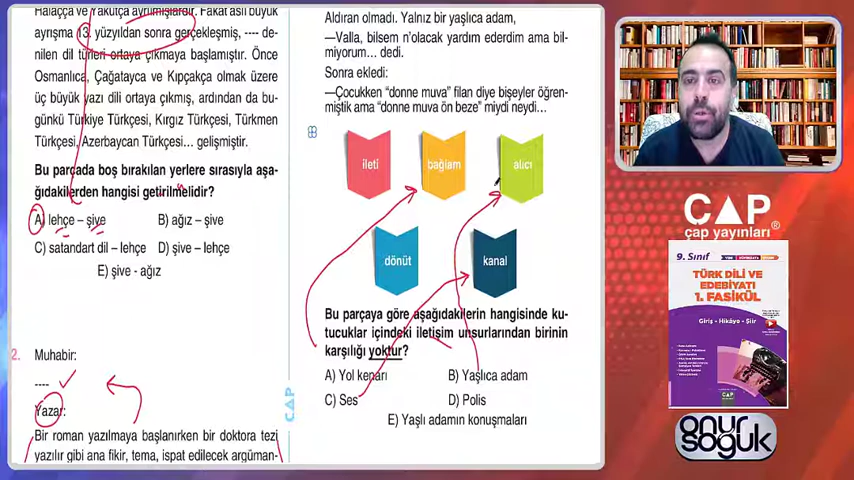 Halaçça ve Yakutça ayrılmışlardır. Fakat asıl büyük
ayrışma 13. yüzyıldan sonra gerçekleşmiş, ---- de-
nilen dil türleri ortaya çıkmaya başlamıştır. Önce
Osmanlıca, Çağatayca ve Kıpçakça olmak üzere
üç büyük yazı dili ortaya çıkmış, ardından da bu-
günkü Türkiye Türkçesi, Kırgız Türkçesi, Türkmen
Türkçesi, Azerbaycan Türkçesi... gelişmiştir.
Bu parçada boş bırakılan yerlere sırasıyla aşa-
ğıdakilerden hangisi getirilmelidir?
A) lehçe – şive
B) ağız – şive
C) satandart dil – lehçe
D) şive – lehçe
E) şive - ağız
2. Muhabir:
----
Yazar:
Bir roman yazılmaya başlanırken bir doktora tezi
yazılır gibi ana fikir, tema, ispat edilecek argüman-
Aldıran olmadı. Yalnız bir yaşlıca adam,
—Valla, bilsem n'olacak yardım ederdim ama bil-
miyorum... dedi.
Sonra ekledi:
—Çocukken "donne muva" filan diye bişeyler öğren-
miştik ama "donne muva ön beze" miydi neydi...
ileti
bağlam
alıcı
dönüt
kanal
Bu parçaya göre aşağıdakilerin hangisinde ku-
tucuklar içindeki iletişim unsurlarından birinin
karşılığı yoktur?
A) Yol kenarı
B) Yaşlıca adam
C) Ses
D) Polis
E) Yaşlı adamın konuşmaları
ÇAP
ÇAP
çap yayınları®
9. Sınıf
TÜRK DİLİ VE
EDEBİYATI
1. FASİKÜL
Giriş - Hikâye - Şiir
onur
soğuk